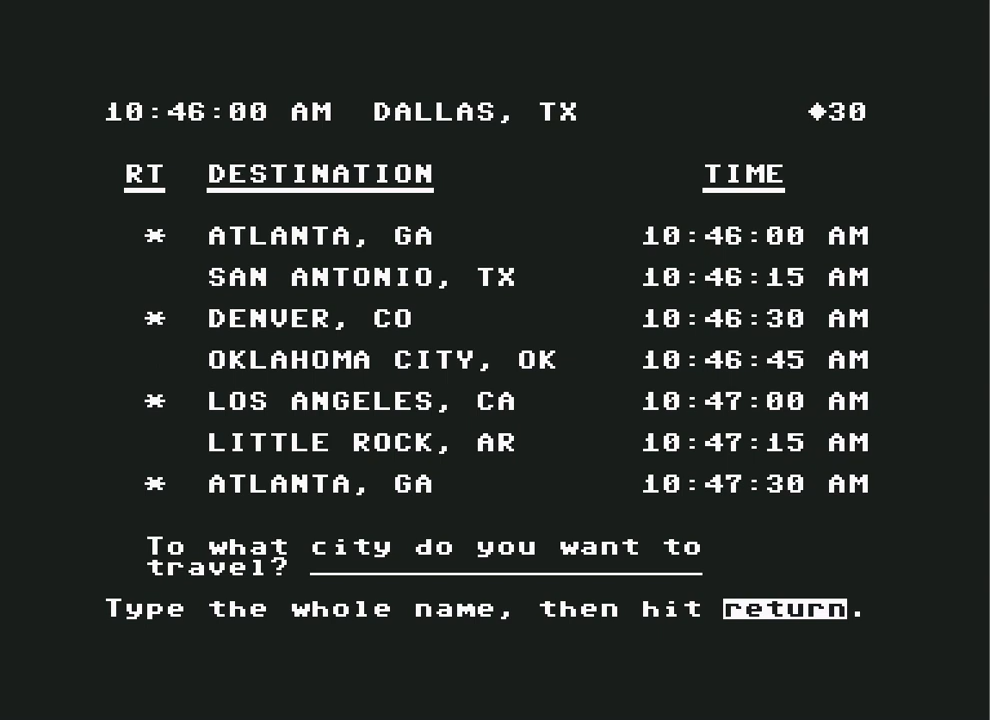 10:46:00 AM DALLAS, TX ♦30
RT DESTINATION TIME
* ATLANTA, GA 10:46:00 AM
SAN ANTONIO, TX 10:46:15 AM
* DENVER, CO 10:46:30 AM
OKLAHOMA CITY, OK 10:46:45 AM
* LOS ANGELES, CA 10:47:00 AM
LITTLE ROCK, AR 10:47:15 AM
* ATLANTA, GA 10:47:30 AM
To what city do you want to
travel?
Type the whole name, then hit return.